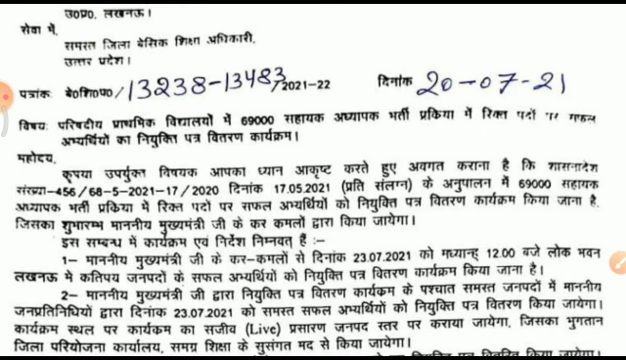 उ0प्र0, लखनऊ।
सेवा में,
समस्त जिला बेसिक शिक्षा अधिकारी,
उत्तर प्रदेश।
पत्रांकः बे0शि0प0/13238-13483/2021-22 दिनांक 20-07-21
विषयः परिषदीय प्राथमिक विद्यालयों में 69000 सहायक अध्यापक भर्ती प्रकिया में रिक्त पदों पर सफल
अभ्यर्थियों का नियुक्ति पत्र वितरण कार्यक्रम।
महोदय,
कृपया उपर्युक्त विषयक आपका ध्यान आकृष्ट करते हुए अवगत कराना है कि शासनादेश
संख्या-456/68-5-2021-17/2020 दिनांक 17.05.2021 (प्रति संलग्न) के अनुपालन में 69000 सहायक
अध्यापक भर्ती प्रकिया में रिक्त पदों पर सफल अभ्यर्थियों को नियुक्ति पत्र वितरण कार्यक्रम किया जाना है,
जिसका शुभारम्भ माननीय मुख्यमंत्री जी के कर कमलों द्वारा किया जायेगा।
इस सम्बन्ध में कार्यक्रम एवं निर्देश निम्नवत् हैं :-
1- माननीय मुख्यमंत्री जी के कर-कमलों से दिनांक 23.07.2021 को मध्यान्ह 12.00 बजे लोक भवन
लखनऊ में कतिपय जनपदों के सफल अभ्यर्थियों को नियुक्ति पत्र वितरण कार्यक्रम किया जाना है।
2- माननीय मुख्यमंत्री जी द्वारा नियुक्ति पत्र वितरण कार्यकम के पश्चात समस्त जनपदों में माननीय
जनप्रतिनिधियों द्वारा दिनांक 23.07.2021 को समस्त सफल अभ्यर्थियों को नियुक्ति पत्र वितरण किया जायेगा।
कार्यक्रम स्थल पर कार्यकम का सजीव (Live) प्रसारण जनपद स्तर पर कराया जायेगा, जिसका भुगतान
जिला परियोजना कार्यालय, समग्र शिक्षा के सुसंगत मद से किया जायेगा।